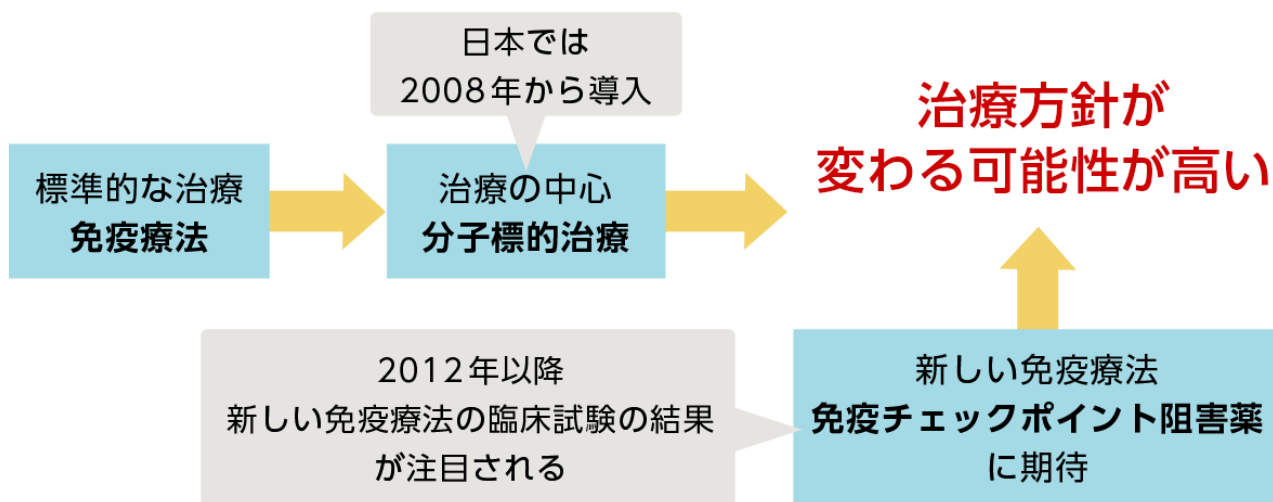 日本では
2008年から導入
標準的な治療
免疫療法
治療の中心
分子標的治療
治療方針が
変わる可能性が高い
2012年以降
新しい免疫療法の臨床試験の結果
が注目される
新しい免疫療法
免疫チェックポイント阻害薬
に期待